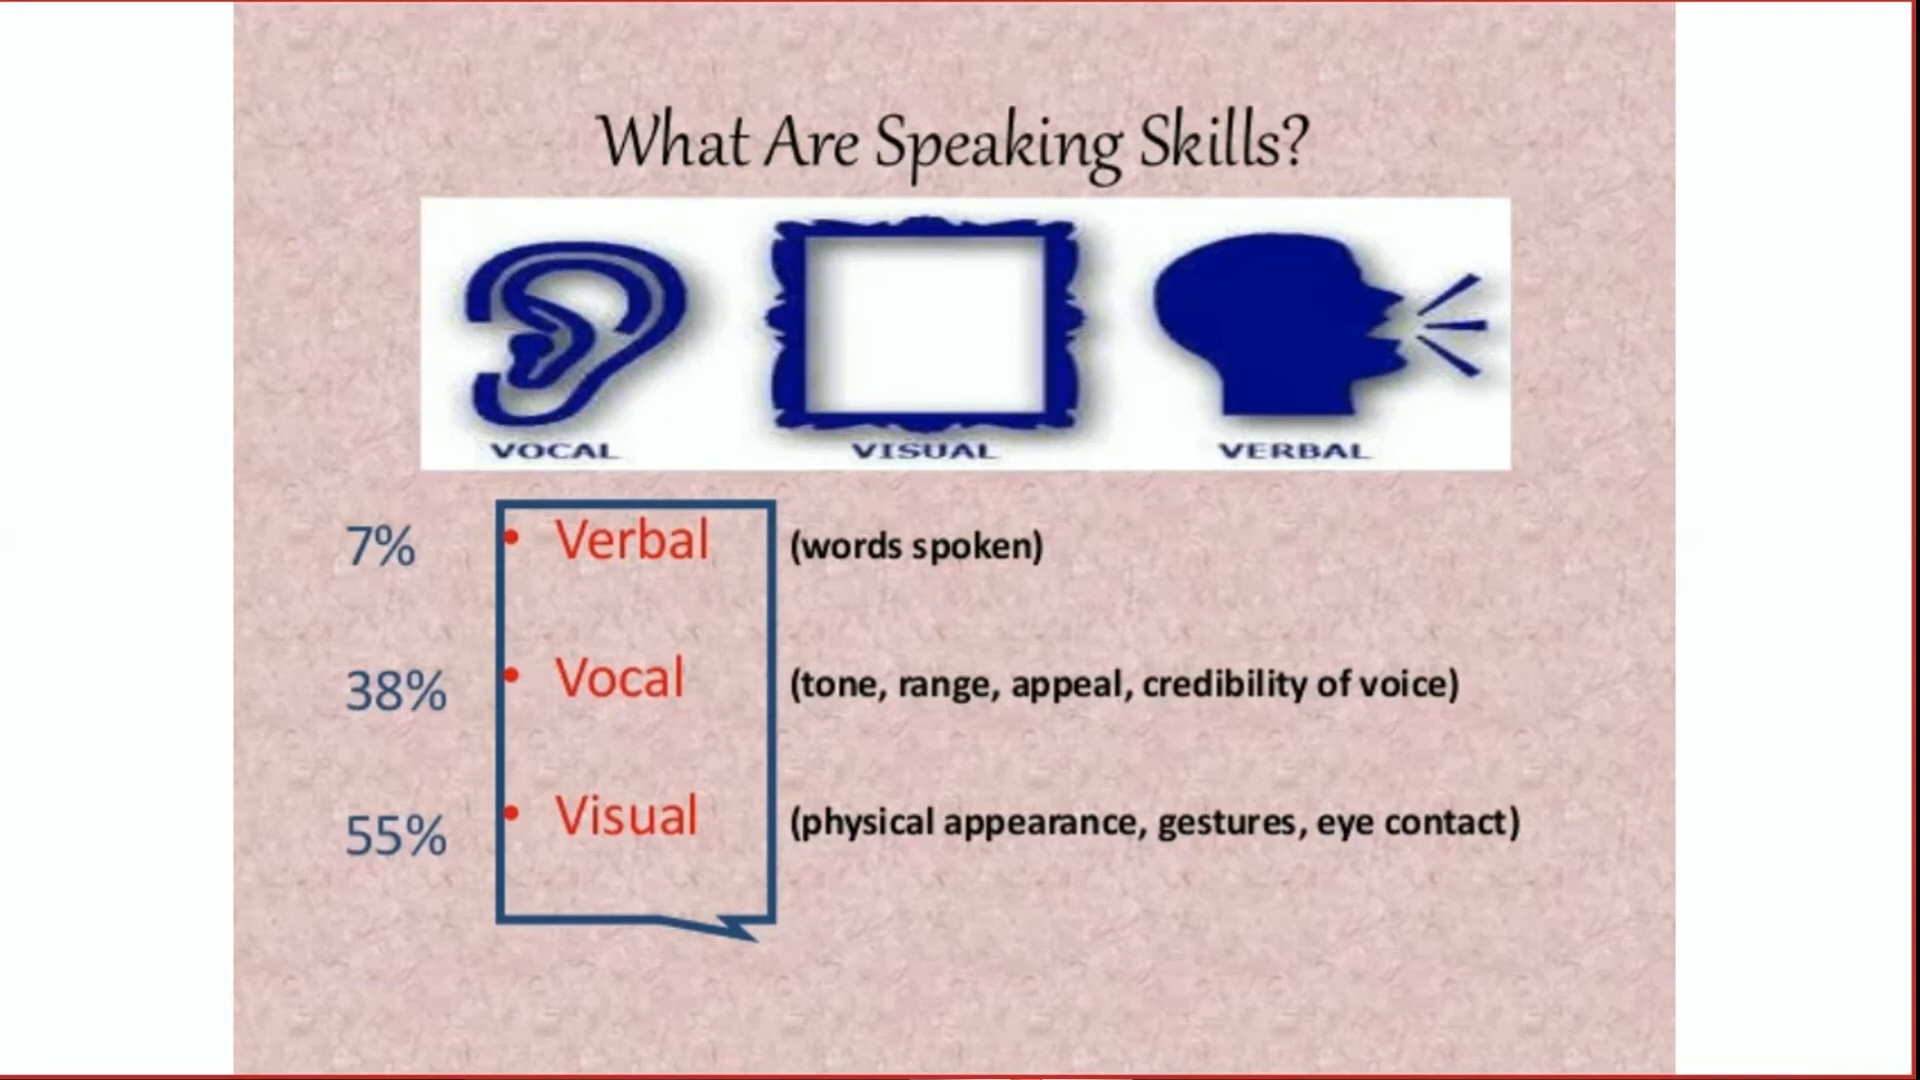 What Are Speaking Skills?
VOCAL VISUAL VERBAL
7% • Verbal (words spoken)
38% • Vocal (tone, range, appeal, credibility of voice)
55% • Visual (physical appearance, gestures, eye contact)